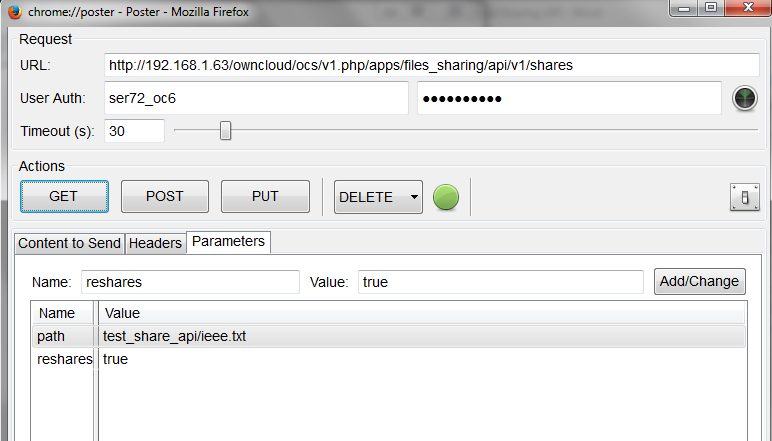 chrome://poster - Poster - Mozilla Firefox
Request
URL: http://192.168.1.63/owncloud/ocs/v1.php/apps/files_sharing/api/v1/shares
User Auth: ser72_oc6 ●●●●●●●●●●
Timeout (s): 30
Actions
GET POST PUT DELETE
Content to Send Headers Parameters
Name: reshares Value: true Add/Change
Name Value
path test_share_api/ieee.txt
reshares true